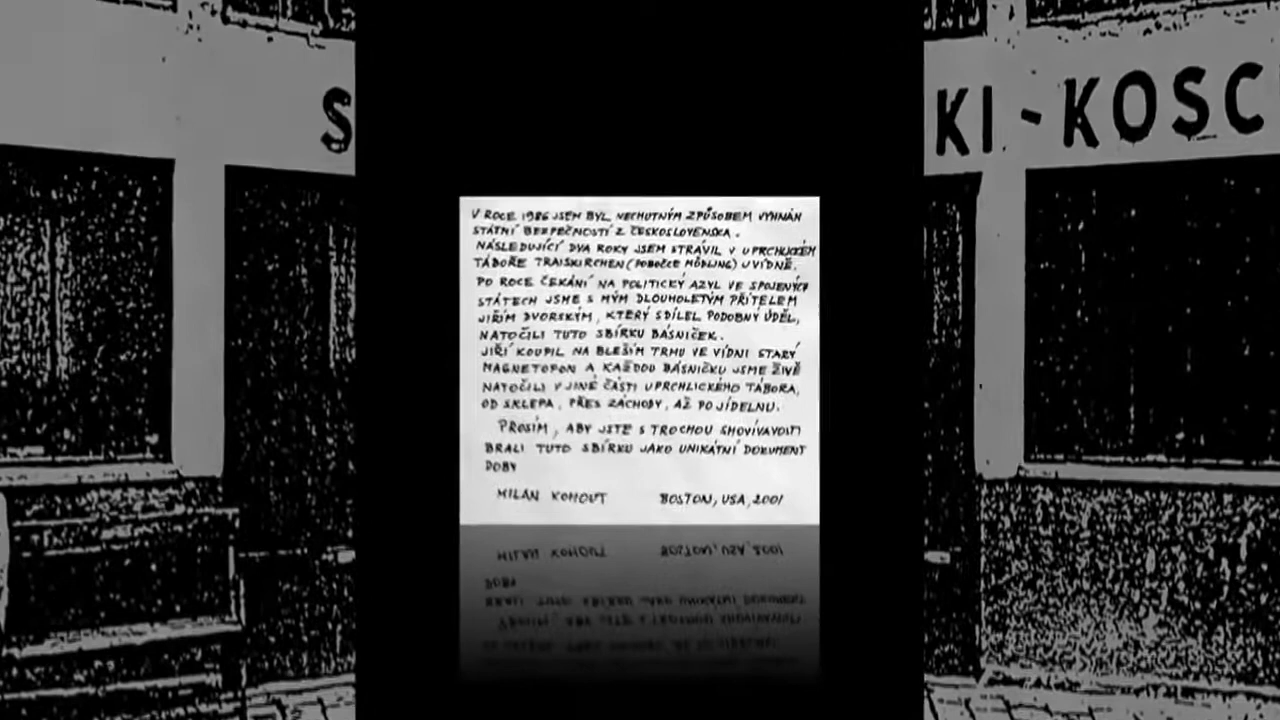 S
KI-KOSC
V ROCE 1986 JSEM BYL NECHUTNÝM ZPŮSOBEM VYHNÁN
STÁTNÍ BEZPEČNOSTÍ Z ČESKOSLOVENSKA.
NÁSLEDUJÍCÍ DVA ROKY JSEM STRÁVIL V UPRCHLICKÉM
TÁBOŘE TRAISKIRCHEN (POBOČCE MÖDLING) U VÍDNĚ.
PO ROCE ČEKÁNÍ NA POLITICKÝ AZYL VE SPOJENÝCH
STÁTECH JSME S MÝM DLOUHOLETÝM PŘÍTELEM
JIŘÍM DVORSKÝM, KTERÝ SDÍLEL PODOBNÝ ÚDĚL,
NATOČILI TUTO SBÍRKU BÁSNIČEK.
JIŘÍ KOUPIL NA BLEŠÍM TRHU VE VÍDNI STARÝ
MAGNETOFON A KAŽDOU BÁSNIČKU JSME ŽIVĚ
NATOČILI V JINÉ ČÁSTI UPRCHLICKÉHO TÁBORA,
OD SKLEPA, PŘES ZÁCHODY, AŽ PO JÍDELNU.
PROSÍM, ABY JSTE S TROCHOU SHOVÍVAVOSTI
BRALI TUTO SBÍRKU JAKO UNIKÁTNÍ DOKUMENT
DOBY
MILAN KOHOUT BOSTON, USA, 2001